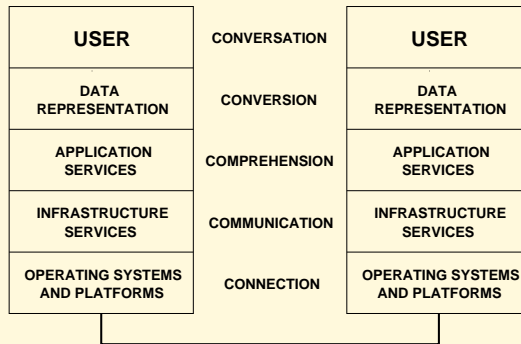 USER CONVERSATION USER
DATA
REPRESENTATION
CONVERSION
DATA
REPRESENTATION
APPLICATION
SERVICES
COMPREHENSION
APPLICATION
SERVICES
INFRASTRUCTURE
SERVICES
COMMUNICATION
INFRASTRUCTURE
SERVICES
OPERATING SYSTEMS
AND PLATFORMS
CONNECTION
OPERATING SYSTEMS
AND PLATFORMS